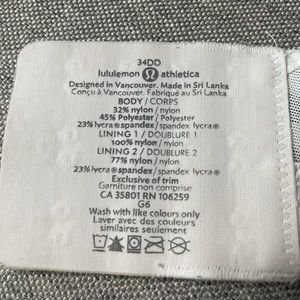 34DD
lululemon athletica
Designed in Vancouver. Made in Sri Lanka
Conçu à Vancouver. Fabriqué au Sri Lanka
BODY / CORPS
32% nylon / nylon
45% Polyester / Polyester
23% lycra® spandex / spandex lycra®
LINING 1 / DOUBLURE 1
100% nylon / nylon
LINING 2 / DOUBLURE 2
77% nylon / nylon
23% lycra® spandex / spandex lycra®
Exclusive of trim
Garniture non comprise
CA 35801 RN 106259
G6
Wash with like colours only
Laver avec des couleurs
similaires seulement